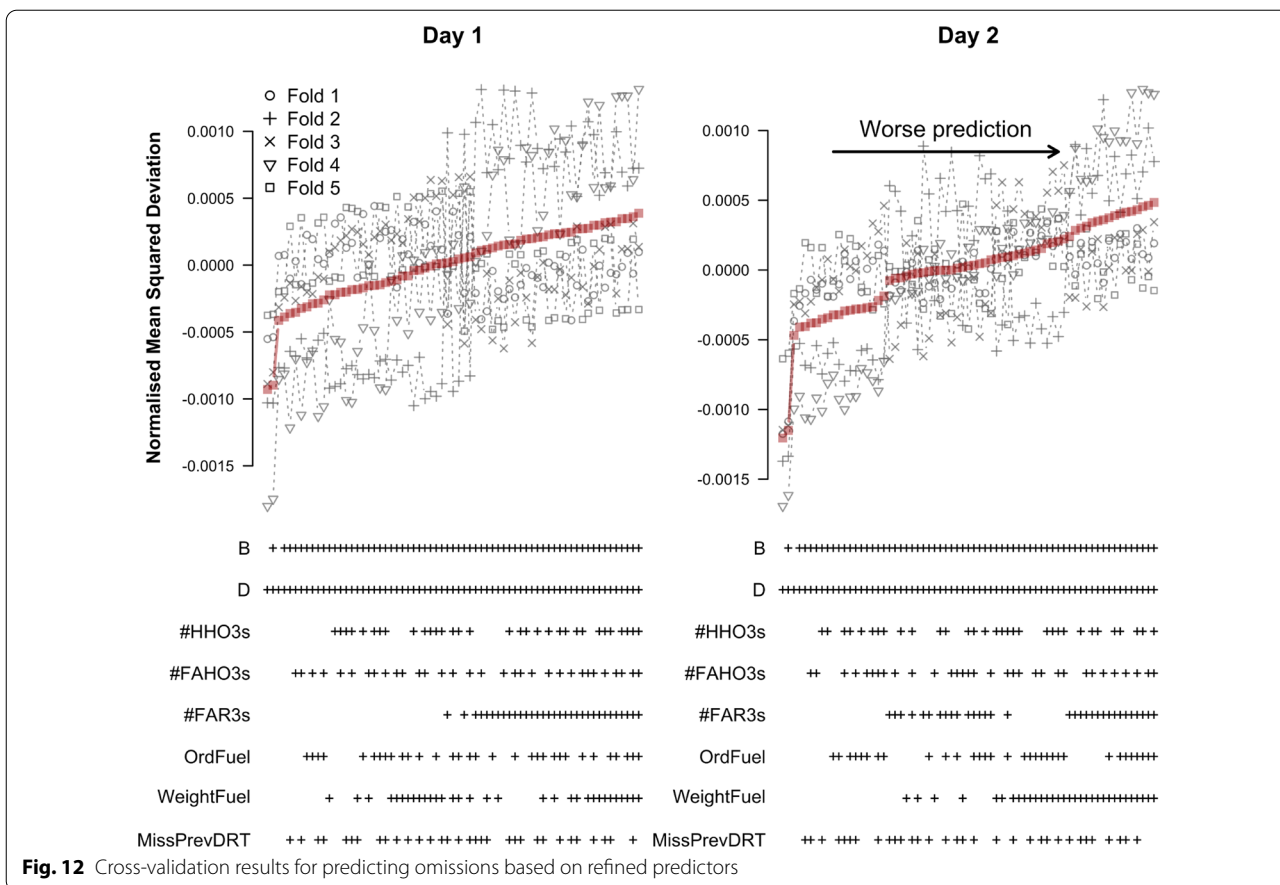 Day 1
Day 2
Normalised Mean Squared Deviation
0.0010
0.0005
0.0000
-0.0005
-0.0010
-0.0015
Fold 1
Fold 2
Fold 3
Fold 4
Fold 5
0.0010
0.0005
0.0000
-0.0005
-0.0010
-0.0015
Worse prediction
B
D
#HHO3s
#FAHO3s
#FAR3s
OrdFuel
WeightFuel
MissPrevDRT
B
D
#HHO3s
#FAHO3s
#FAR3s
OrdFuel
WeightFuel
MissPrevDRT
Fig. 12 Cross-validation results for predicting omissions based on refined predictors